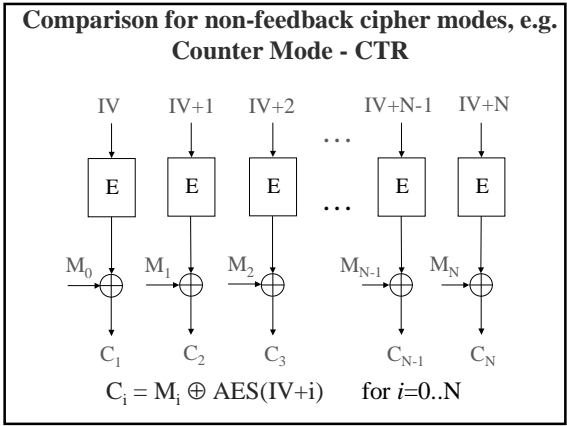 Comparison for non-feedback cipher modes, e.g.
Counter Mode - CTR
IV IV+1 IV+2 IV+N-1 IV+N
...
E E E ... E E
M₀ M₁ M₂ Mₙ₋₁ Mₙ
C₁ C₂ C₃ Cₙ₋₁ Cₙ
Cᵢ = Mᵢ ⊕ AES(IV+i) for i=0..N